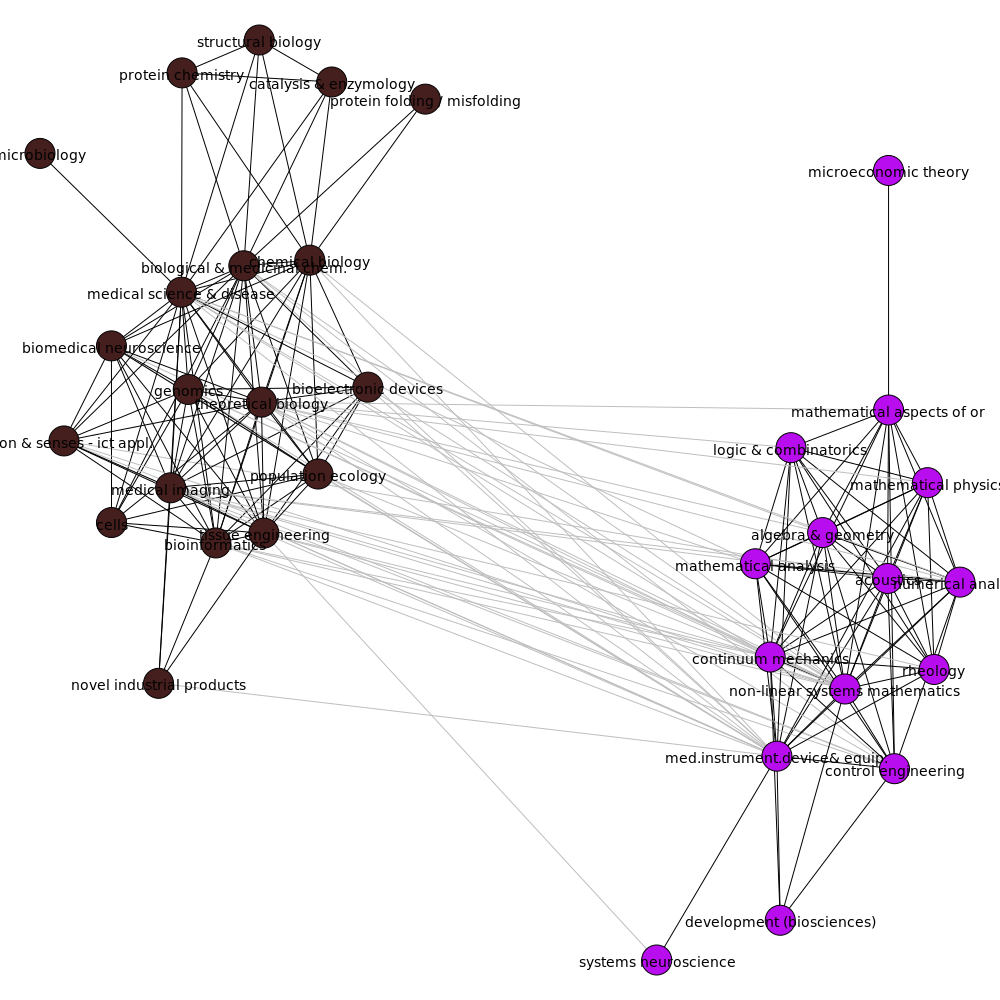 structural biology
protein chemistry
catalysis & enzymology
protein folding / misfolding
microbiology
microeconomic theory
chemical biology
biological & medicinal chem.
medical science & disease
biomedical neuroscience
genomics
bioelectronic devices
theoretical biology
mathematical aspects of or
on & senses - ict appl.
logic & combinatorics
population ecology
medical imaging
mathematical physics
cells
tissue engineering
bioinformatics
algebra & geometry
mathematical analysis
acoustics
numerical anal
continuum mechanics
rheology
novel industrial products
non-linear systems mathematics
med.instrument.device& equip.
control engineering
development (biosciences)
systems neuroscience